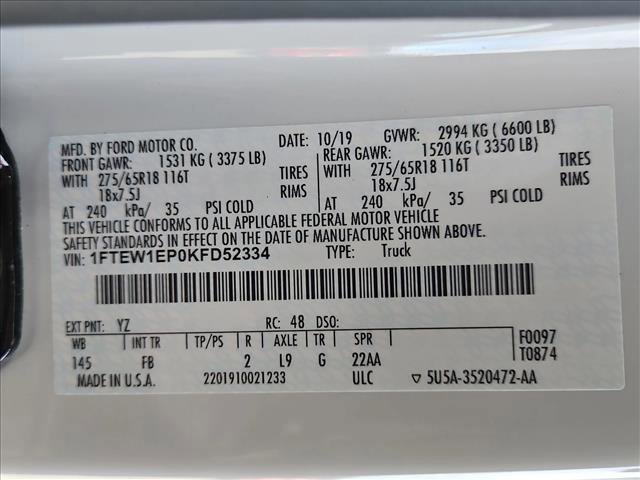 MFD. BY FORD MOTOR CO. DATE: 10/19 GVWR: 2994 KG ( 6600 LB)
FRONT GAWR: 1531 KG ( 3375 LB) REAR GAWR: 1520 KG ( 3350 LB)
WITH 275/65R18 116T TIRES WITH 275/65R18 116T TIRES
18x7.5J RIMS 18x7.5J RIMS
AT 240 kPa/ 35 PSI COLD AT 240 kPa/ 35 PSI COLD
THIS VEHICLE CONFORMS TO ALL APPLICABLE FEDERAL MOTOR VEHICLE
SAFETY STANDARDS IN EFFECT ON THE DATE OF MANUFACTURE SHOWN ABOVE.
VIN: 1FTEW1EP0KFD52334 TYPE: Truck
EXT PNT: YZ RC: 48 DSO:
WB INT TR TP/PS R AXLE TR SPR F0097
145 FB 2 L9 G 22AA T0874
MADE IN U.S.A. 2201910021233 ULC ▽ 5U5A-3520472-AA